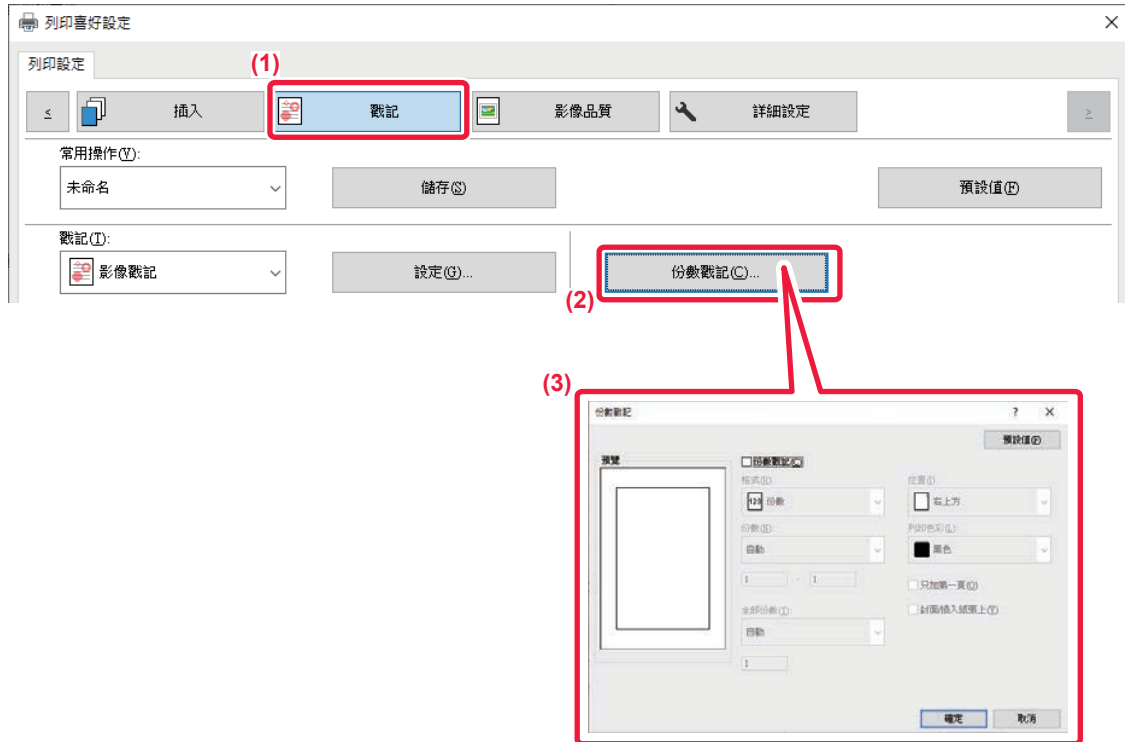 列印喜好設定
列印設定
(1)
≤ 插入 戳記 影像品質 詳細設定 ≥
常用操作(V):
未命名 儲存(S) 預設值(F)
戳記(T):
影像戳記 設定(G)... 份數戳記(C)...
(2)
(3)
份數戳記 ?
預設值(F)
預覽
份數戳記(C)
格式(R): 位置(I):
123 份數 右上方
份數(E): 列印色彩(L):
自動 黑色
1 - 1 只加第一頁(O)
全部份數(T): 封面/插入紙張上(Y)
自動
1
確定 取消